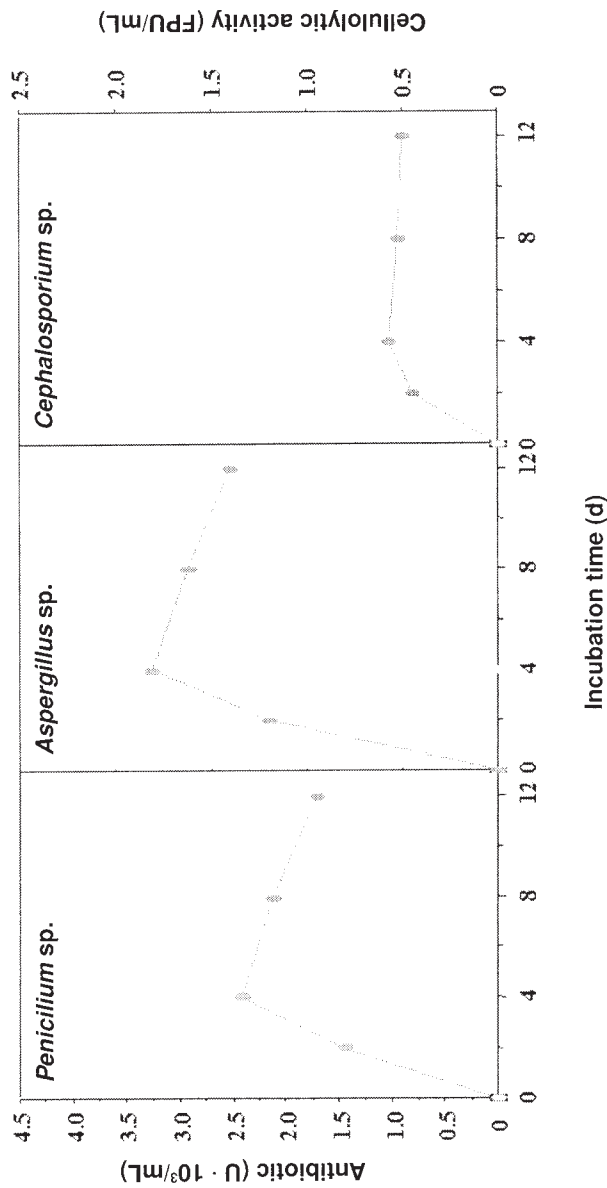 Penicilium sp.
Aspergillus sp.
Cephalosporium sp.
Antibiotic (U · 10³/mL)
4.5
4.0
3.5
3.0
2.5
2.0
1.5
1.0
0.5
0 4 8 12
0 4 8 12
0 4 8 12
Incubation time (d)
2.5
2.0
1.5
1.0
0.5
0
Cellulolytic activity (FPU/mL)